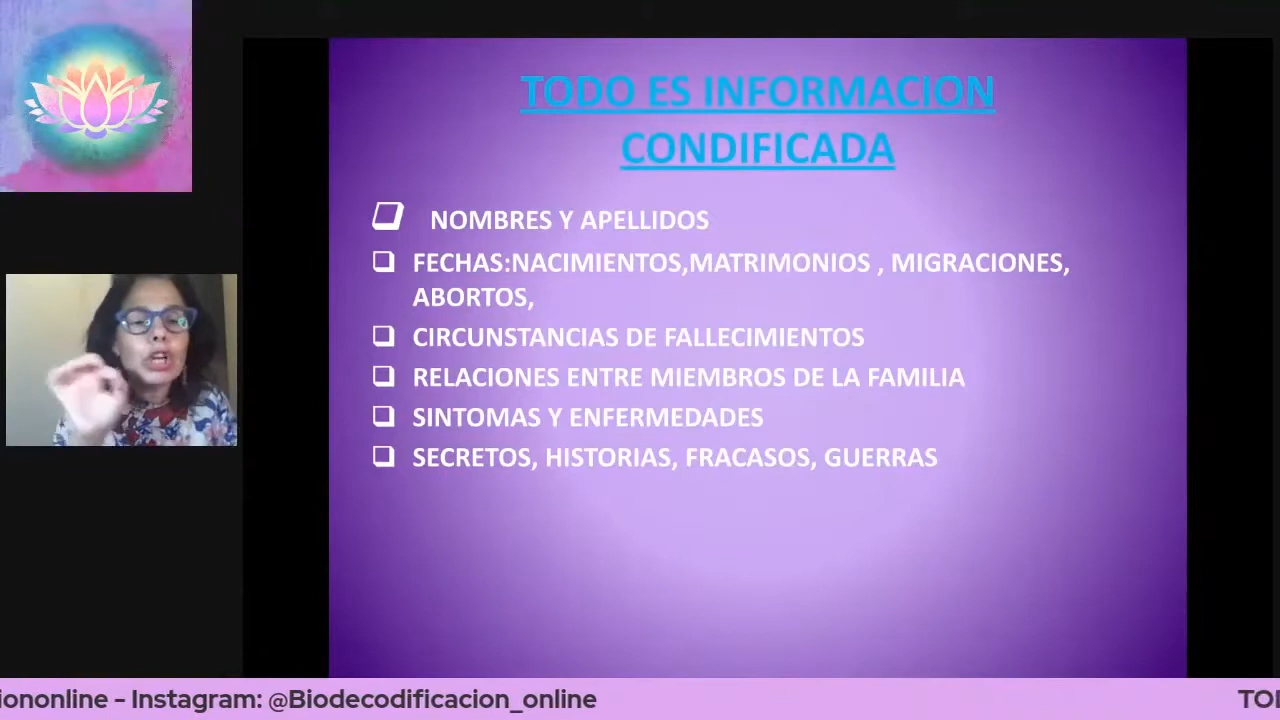 TODO ES INFORMACION
CONDIFICADA
NOMBRES Y APELLIDOS
FECHAS:NACIMIENTOS,MATRIMONIOS , MIGRACIONES,
ABORTOS,
CIRCUNSTANCIAS DE FALLECIMIENTOS
RELACIONES ENTRE MIEMBROS DE LA FAMILIA
SINTOMAS Y ENFERMEDADES
SECRETOS, HISTORIAS, FRACASOS, GUERRAS
iononline - Instagram: @Biodecodificacion_online